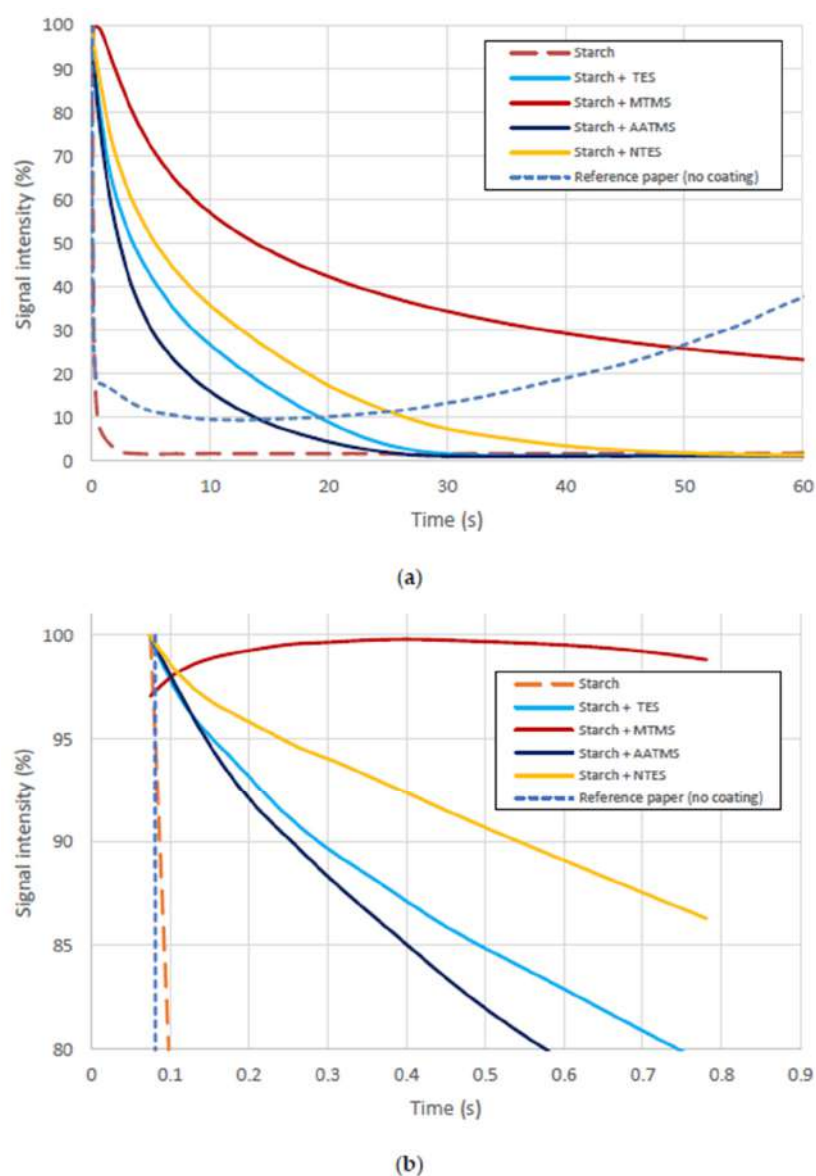 100
90
80
70
60
50
40
30
20
10
0
Signal intensity (%)
Starch
Starch + TES
Starch + MTMS
Starch + AATMS
Starch + NTES
Reference paper (no coating)
0 10 20 30 40 50 60
Time (s)
(a)
100
95
90
85
80
Signal intensity (%)
Starch
Starch + TES
Starch + MTMS
Starch + AATMS
Starch + NTES
Reference paper (no coating)
0 0.1 0.2 0.3 0.4 0.5 0.6 0.7 0.8 0.9
Time (s)
(b)